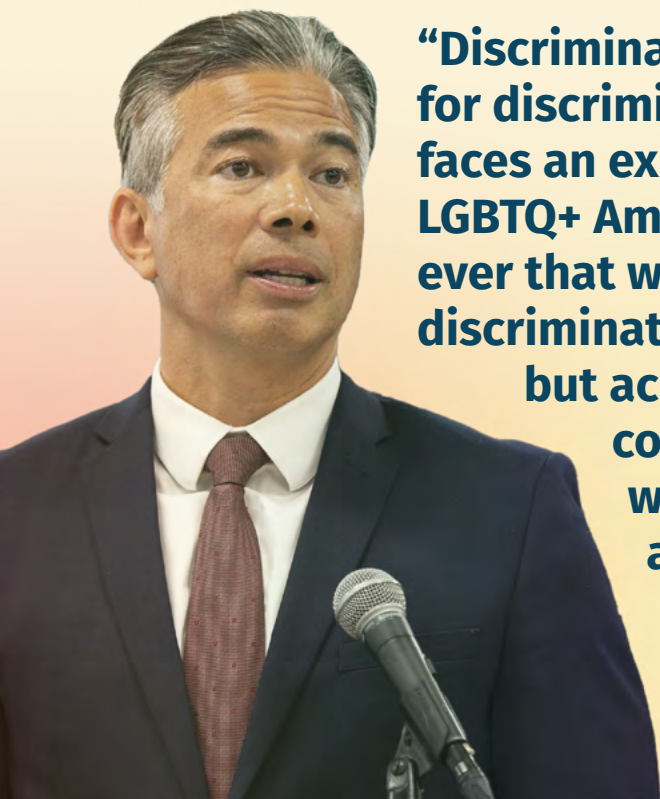 “Discrimina
for discrimi
faces an ex
LGBTQ+ Am
ever that w
discriminat
but ac
co
w
a